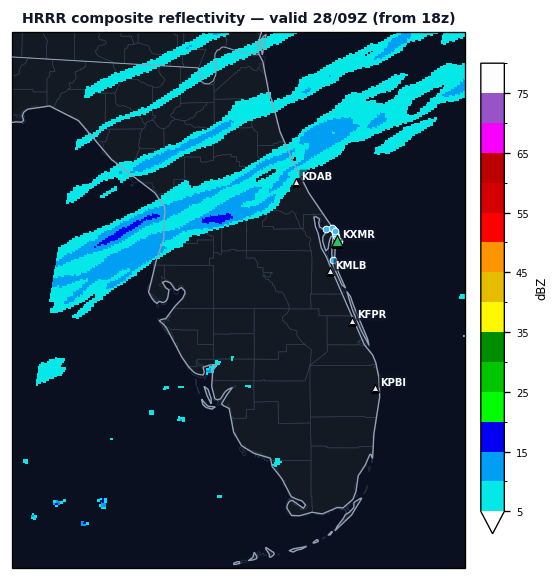 HRRR composite reflectivity — valid 28/09Z (from 18z)
75
65
55
45
35
25
15
5
dBZ
KDAB
KXMR
KMLB
KFPR
KPBI